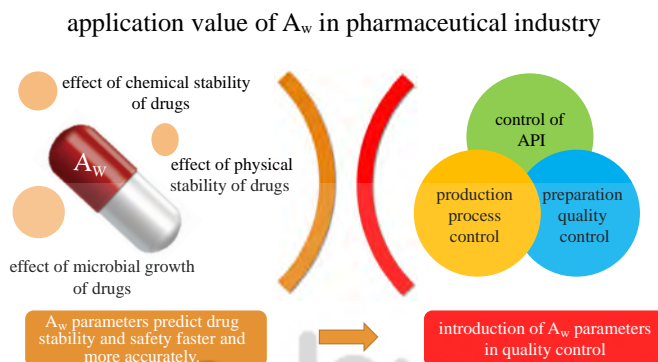 application value of Aw in pharmaceutical industry
effect of chemical stability
of drugs
Aw
effect of physical
stability of drugs
effect of microbial growth
of drugs
control of
API
production
process
control
preparation
quality
control
Aw parameters predict drug
stability and safety faster and
more accurately.
introduction of Aw parameters
in quality control